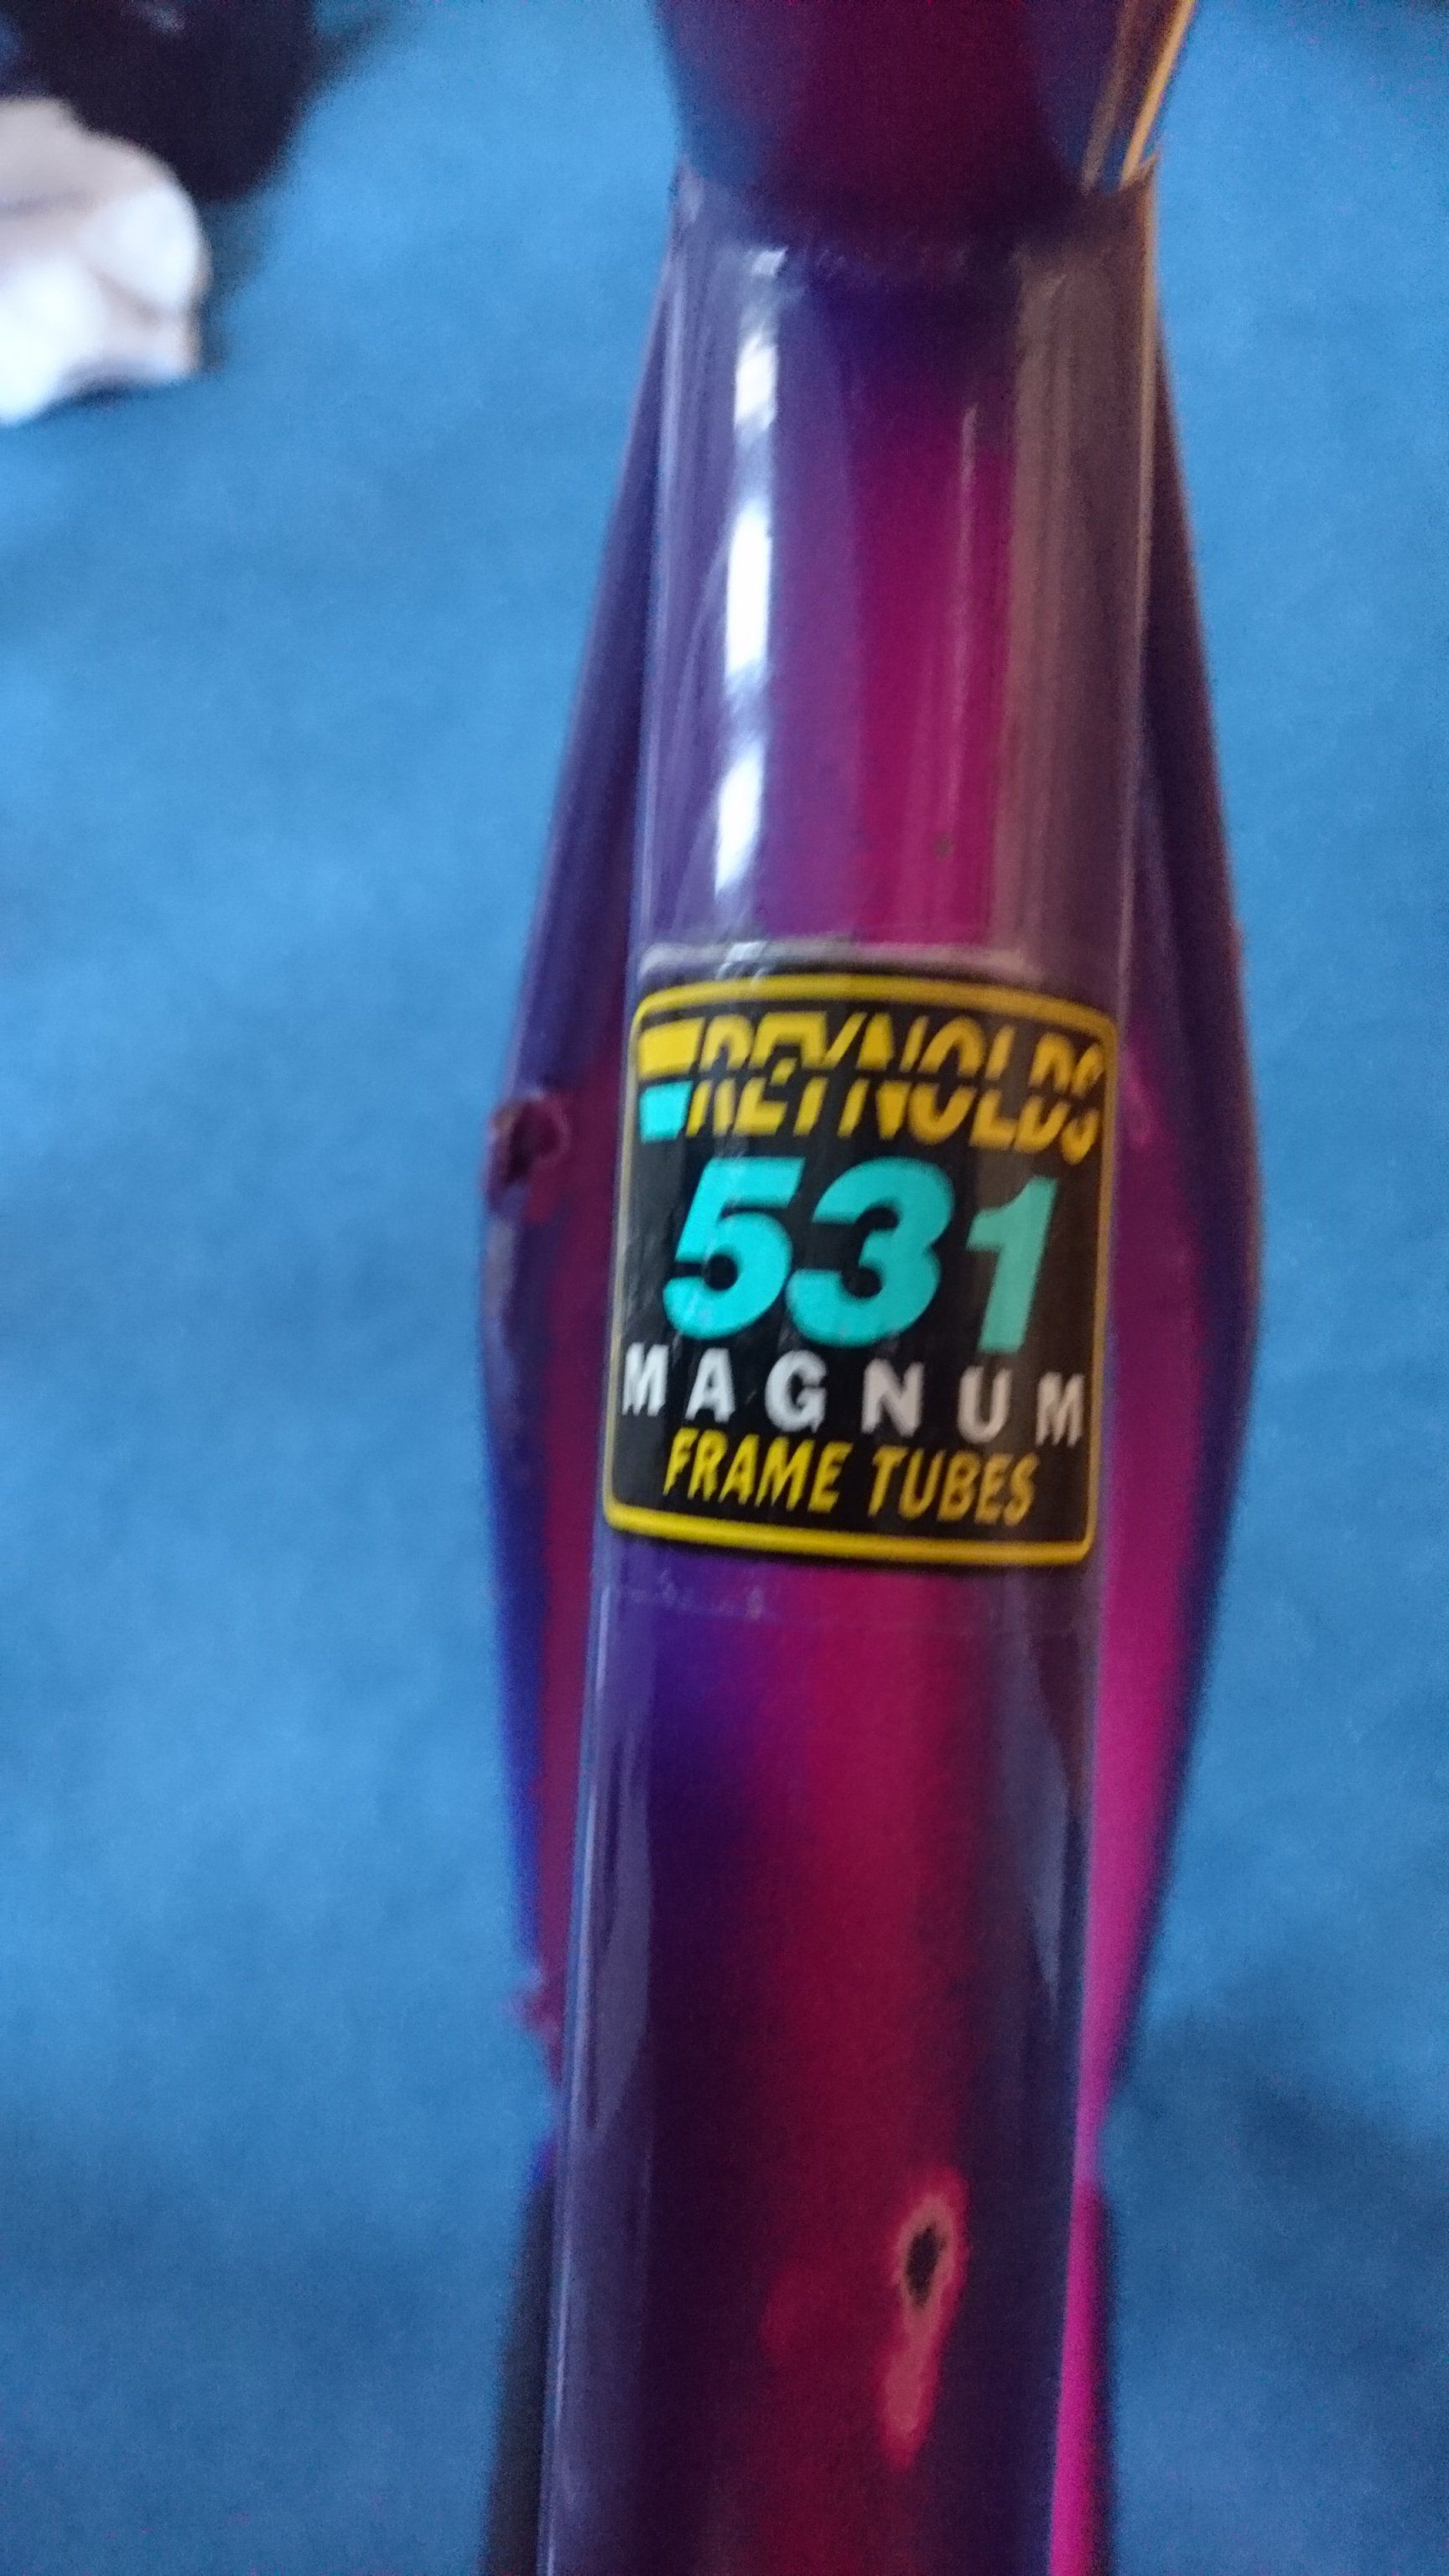 REYNOLDS
531
MAGNUM
FRAME TUBES